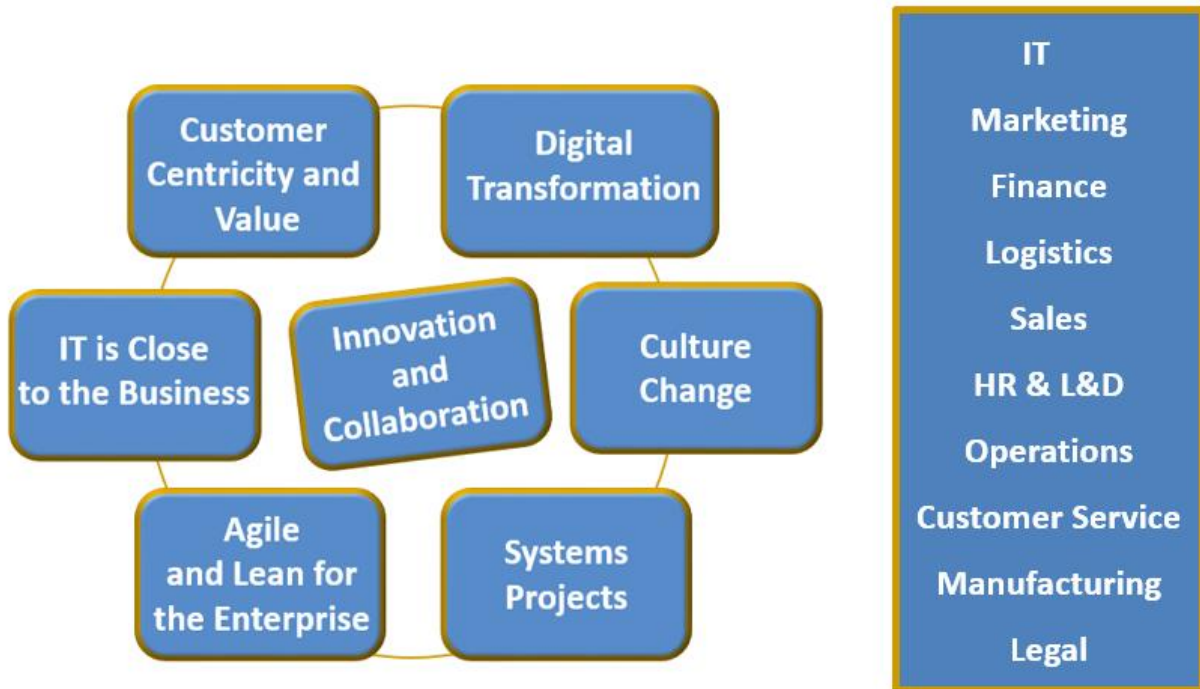 Customer
Centricity and
Value
Digital
Transformation
IT is Close
to the Business
Innovation
and
Collaboration
Culture
Change
Agile
and Lean for
the Enterprise
Systems
Projects
IT
Marketing
Finance
Logistics
Sales
HR & L&D
Operations
Customer Service
Manufacturing
Legal